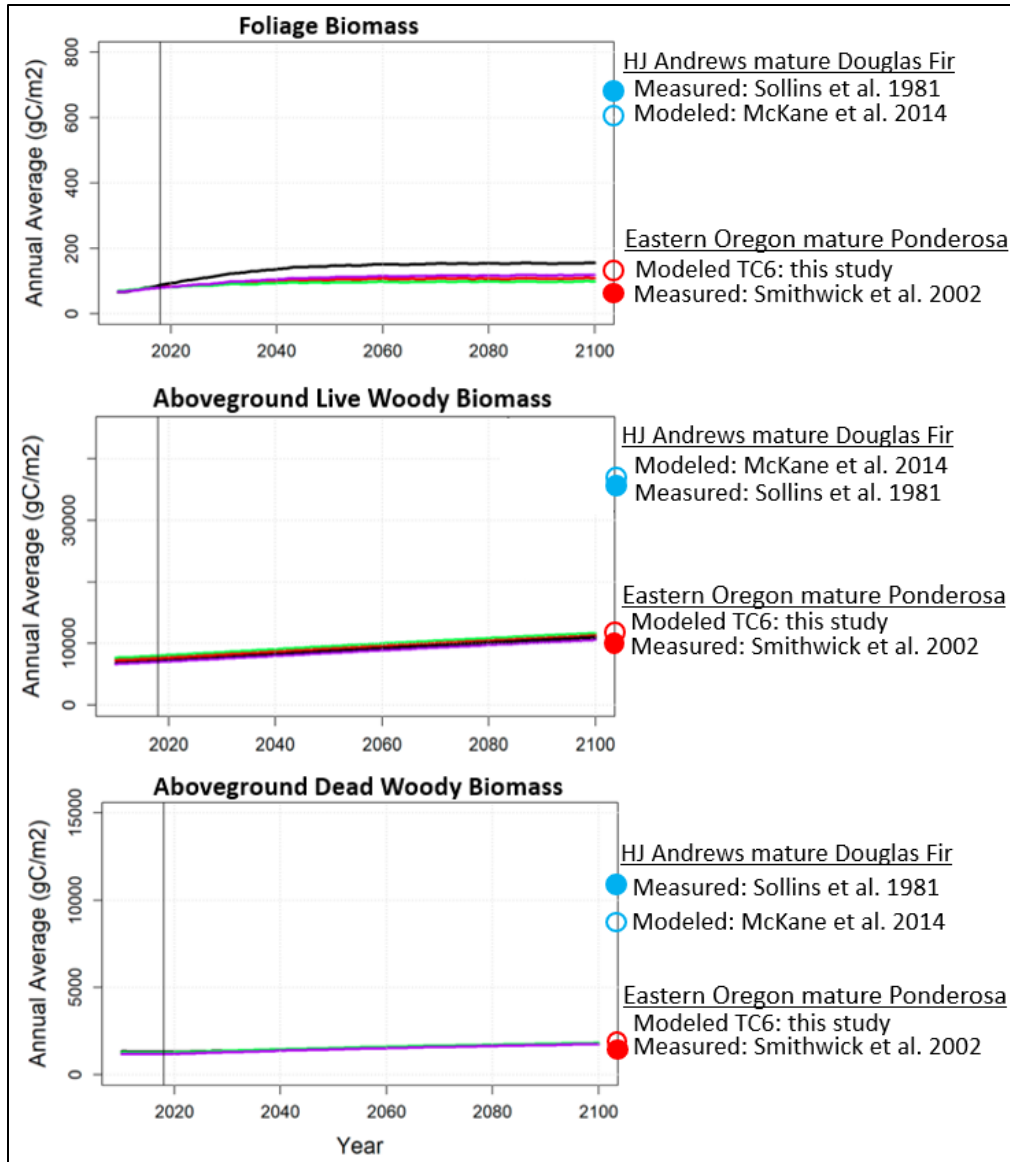 Foliage Biomass
Annual Average (gC/m2)
800
600
400
200
0
2020
2040
2060
2080
2100
HJ Andrews mature Douglas Fir
Measured: Sollins et al. 1981
Modeled: McKane et al. 2014
Eastern Oregon mature Ponderosa
Modeled TC6: this study
Measured: Smithwick et al. 2002
Aboveground Live Woody Biomass
Annual Average (gC/m2)
30000
10000
0
2020
2040
2060
2080
2100
HJ Andrews mature Douglas Fir
Modeled: McKane et al. 2014
Measured: Sollins et al. 1981
Eastern Oregon mature Ponderosa
Modeled TC6: this study
Measured: Smithwick et al. 2002
Aboveground Dead Woody Biomass
Annual Average (gC/m2)
15000
10000
5000
0
2020
2040
2060
2080
2100
Year
HJ Andrews mature Douglas Fir
Measured: Sollins et al. 1981
Modeled: McKane et al. 2014
Eastern Oregon mature Ponderosa
Modeled TC6: this study
Measured: Smithwick et al. 2002